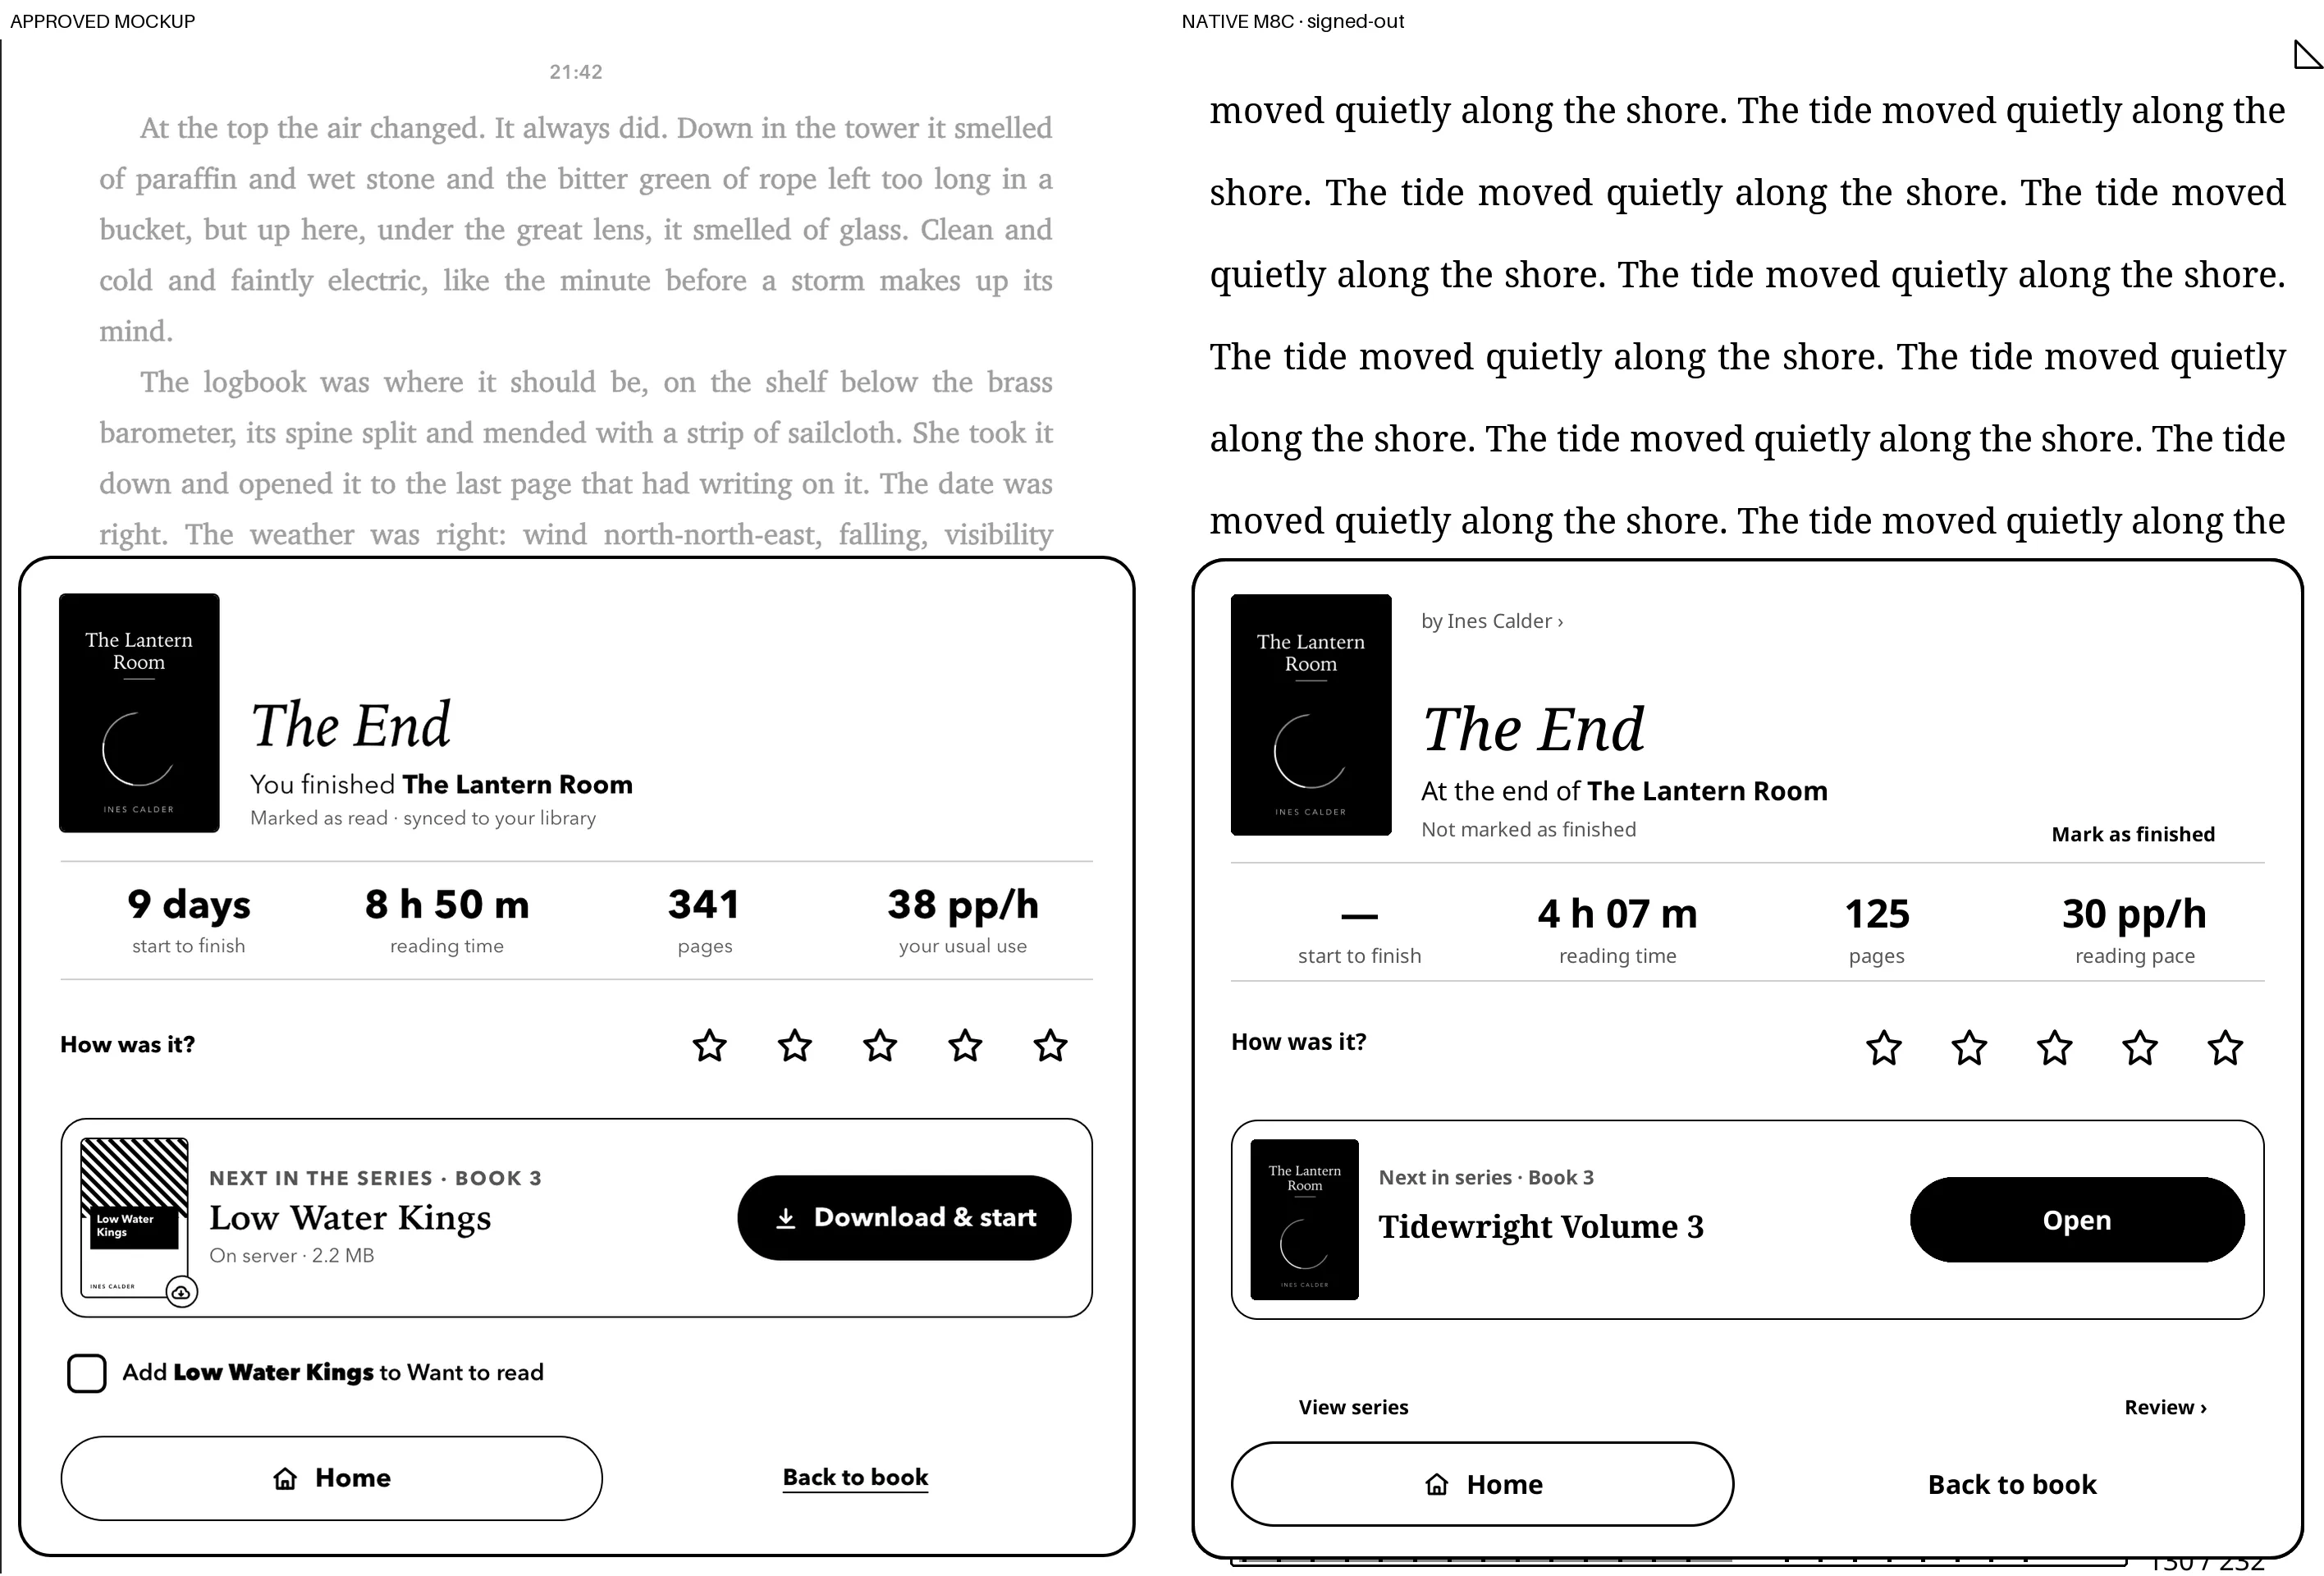 APPROVED MOCKUP
21:42
At the top the air changed. It always did. Down in the tower it smelled
of paraffin and wet stone and the bitter green of rope left too long in a
bucket, but up here, under the great lens, it smelled of glass. Clean and
cold and faintly electric, like the minute before a storm makes up its
mind.
The logbook was where it should be, on the shelf below the brass
barometer, its spine split and mended with a strip of sailcloth. She took it
down and opened it to the last page that had writing on it. The date was
right. The weather was right: wind north-north-east, falling, visibility
The Lantern
Room
INES CALDER
The End
You finished The Lantern Room
Marked as read · synced to your library
9 days
start to finish
8 h 50 m
reading time
341
pages
38 pp/h
your usual use
How was it?
Low Water
Kings
INES CALDER
NEXT IN THE SERIES · BOOK 3
Low Water Kings
On server · 2.2 MB
Download & start
Add Low Water Kings to Want to read
Home
Back to book
NATIVE M8C · signed-out
moved quietly along the shore. The tide moved quietly along the
shore. The tide moved quietly along the shore. The tide moved
quietly along the shore. The tide moved quietly along the shore.
The tide moved quietly along the shore. The tide moved quietly
along the shore. The tide moved quietly along the shore. The tide
moved quietly along the shore. The tide moved quietly along the
The Lantern
Room
INES CALDER
by Ines Calder ›
The End
At the end of The Lantern Room
Not marked as finished
Mark as finished
—
start to finish
4 h 07 m
reading time
125
pages
30 pp/h
reading pace
How was it?
The Lantern
Room
INES CALDER
Next in series · Book 3
Tidewright Volume 3
Open
View series
Review ›
Home
Back to book
130 / 232